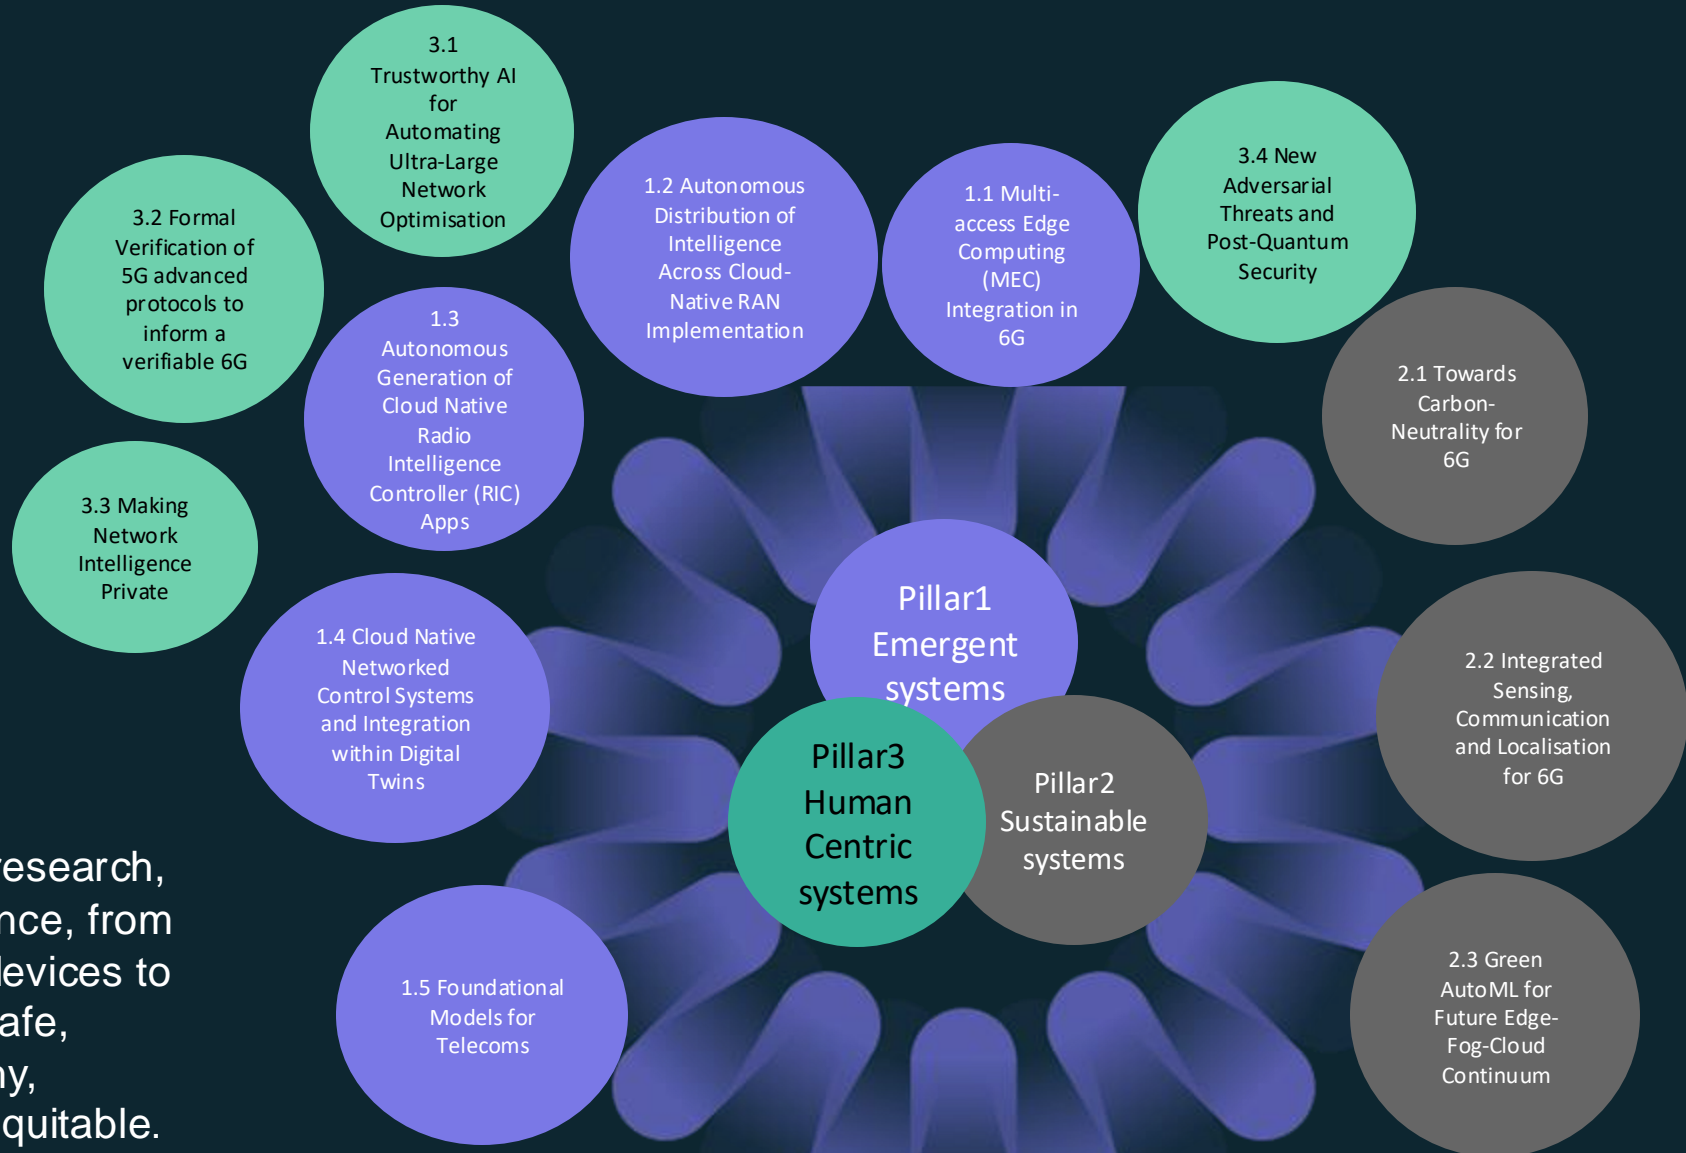 3.1
Trustworthy AI
for
Automating
Ultra-Large
Network
Optimisation
3.2 Formal
Verification of
5G advanced
protocols to
inform a
verifiable 6G
3.3 Making
Network
Intelligence
Private
1.2 Autonomous
Distribution of
Intelligence
Across Cloud-
Native RAN
Implementation
1.1 Multi-
access Edge
Computing
(MEC)
Integration in
6G
3.4 New
Adversarial
Threats and
Post-Quantum
Security
1.3
Autonomous
Generation of
Cloud Native
Radio
Intelligence
Controller (RIC)
Apps
2.1 Towards
Carbon-
Neutrality for
6G
1.4 Cloud Native
Networked
Control Systems
and Integration
within Digital
Twins
2.2 Integrated
Sensing,
Communication
and Localisation
for 6G
1.5 Foundational
Models for
Telecoms
2.3 Green
AutoML for
Future Edge-
Fog-Cloud
Continuum
Pillar1
Emergent
systems
Pillar3
Human
Centric
systems
Pillar2
Sustainable
systems
research,
nce, from
devices to
afe,
ny,
quitable.